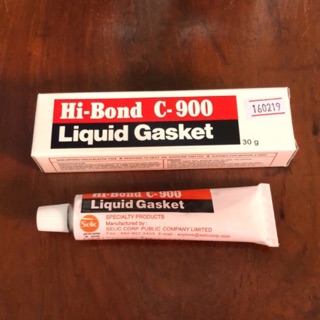 Hi-Bond C-900
160219
Liquid Gasket
30 g
Hi-Bond C-900
Liquid Gasket
Selic
SPECIALTY PRODUCTS
Manufactured by :
SELIC CORP PUBLIC COMPANY LIMITED